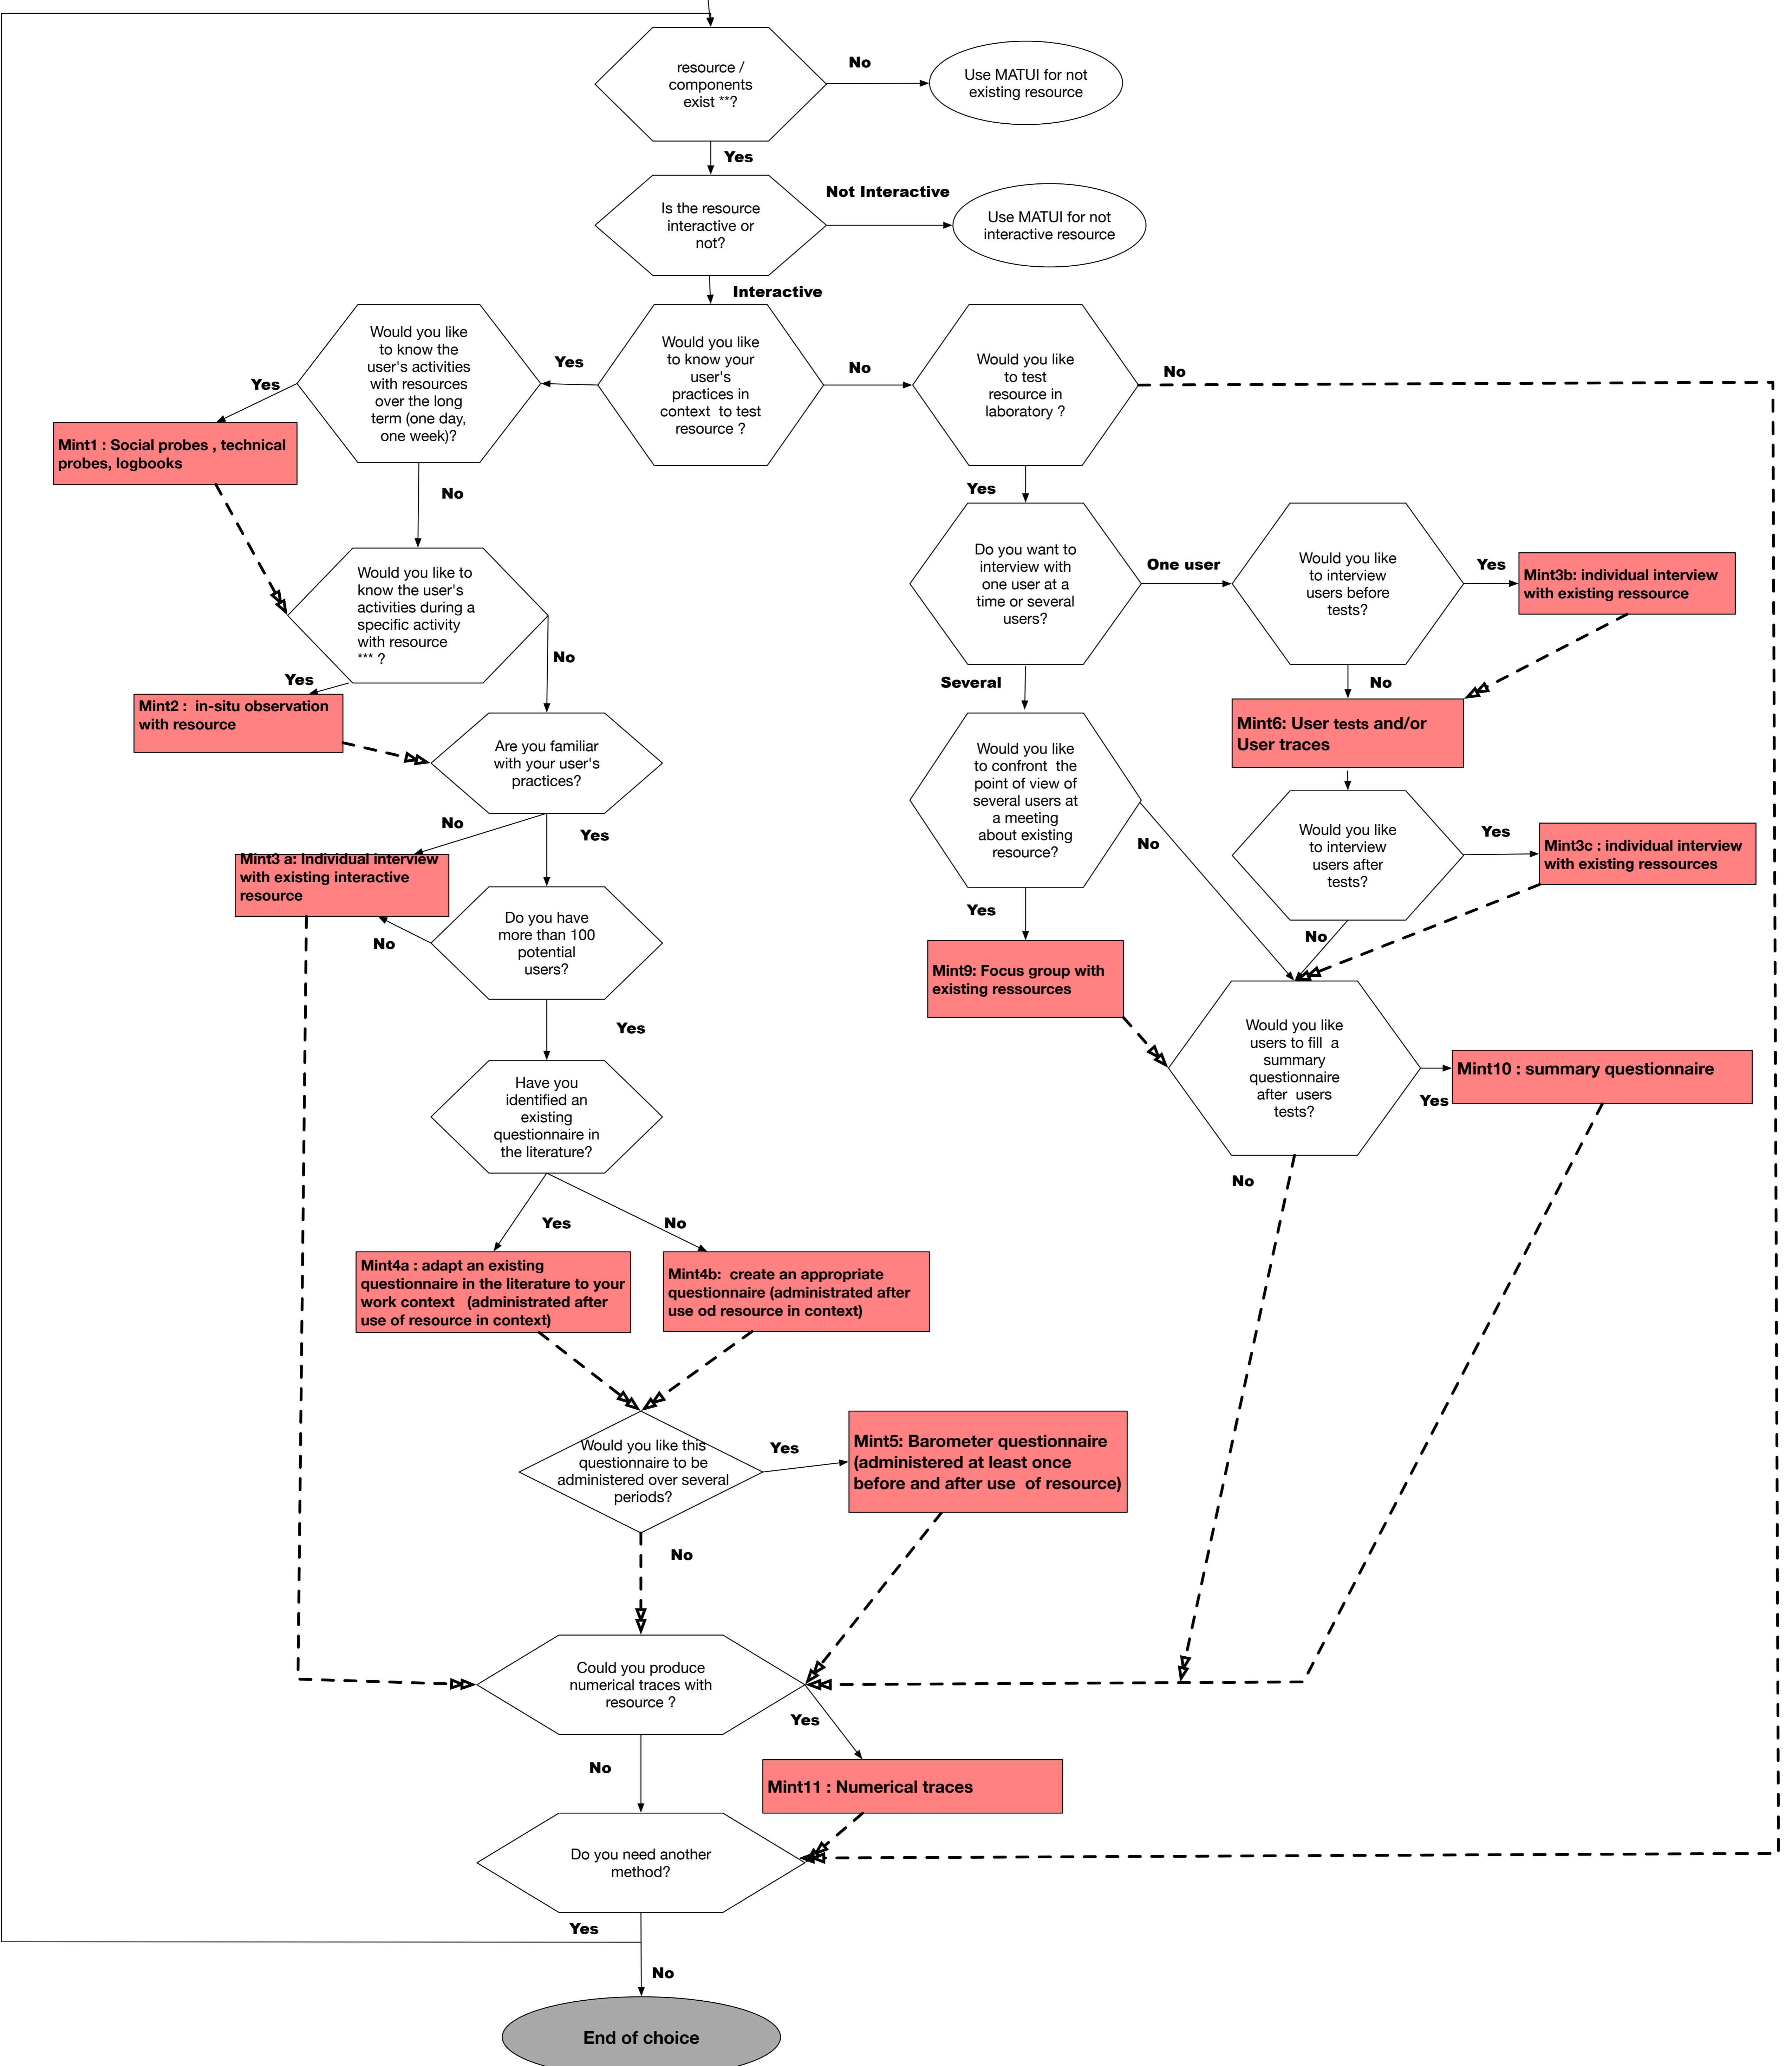 resource /
components
exist **?
No
Use MATUI for not
existing resource
Yes
Is the resource
interactive or
not?
Not Interactive
Use MATUI for not
interactive resource
Interactive
Would you like
to know the
user's activities
with resources
over the long
term (one day,
one week)?
Yes
Would you like
to know your
user's
practices in
context  to test
resource ?
No
Would you like
to test
resource in
laboratory ?
No
Yes
Mint1 : Social probes , technical
probes, logbooks
No
Yes
Do you want to
interview with
one user at a
time or several
users?
One user
Would you like
to interview
users before
tests?
Yes
Mint3b: individual interview
with existing ressource
Would you like to
know the user's
activities during a
specific activity
with resource
*** ?
No
Yes
Several
No
Mint2 :  in-situ observation
with resource
Mint6: User tests and/or
User traces
Are you familiar
with your user's
practices?
Would you like
to confront  the
point of view of
several users at
a meeting
about existing
resource?
No
Would you like
to interview
users after
tests?
Yes
Mint3c : individual interview
with existing ressources
No
Yes
Mint3 a: Individual interview
with existing interactive
resource
Do you have
more than 100
potential
users?
No
Yes
No
Mint9: Focus group with
existing ressources
Yes
Would you like
users to fill  a
summary
questionnaire
after  users
tests?
Yes
Mint10 : summary questionnaire
Have you
identified an
existing
questionnaire in
the literature?
No
Yes
No
Mint4a : adapt an existing
questionnaire in the literature to your
work context   (administrated after
use of resource in context)
Mint4b:  create an appropriate
questionnaire (administrated after
use od resource in context)
Would you like this
questionnaire to be
administered over several
periods?
Yes
Mint5: Barometer questionnaire
(administered at least once
before and after use  of resource)
No
Could you produce
numerical traces with
resource ?
Yes
No
Mint11 : Numerical traces
Do you need another
method?
Yes
No
End of choice